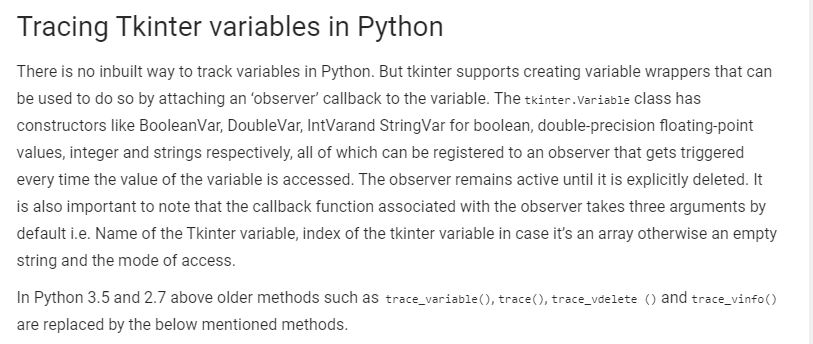 Tracing Tkinter variables in Python
There is no inbuilt way to track variables in Python. But tkinter supports creating variable wrappers that can
be used to do so by attaching an ‘observer’ callback to the variable. The tkinter.Variable class has
constructors like BooleanVar, DoubleVar, IntVarand StringVar for boolean, double-precision floating-point
values, integer and strings respectively, all of which can be registered to an observer that gets triggered
every time the value of the variable is accessed. The observer remains active until it is explicitly deleted. It
is also important to note that the callback function associated with the observer takes three arguments by
default i.e. Name of the Tkinter variable, index of the tkinter variable in case it’s an array otherwise an empty
string and the mode of access.
In Python 3.5 and 2.7 above older methods such as trace_variable(), trace(), trace_vdelete () and trace_vinfo()
are replaced by the below mentioned methods.